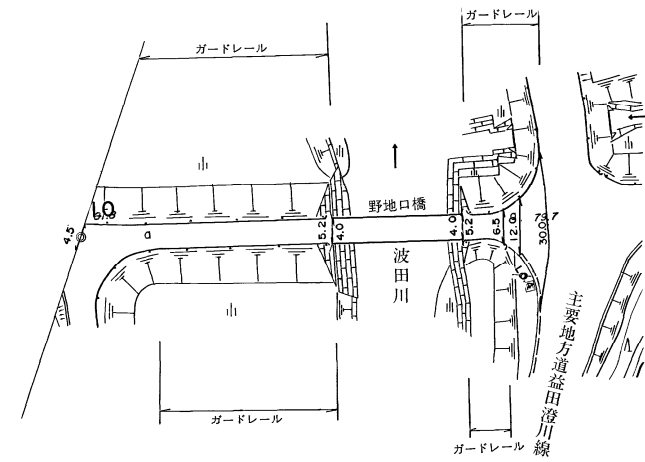 ガードレール
ガードレール
野地口橋
10
4.5
a
5.2
4.0
4.0
5.2
6.5
12.0
30.0
79.7
波田川
主要地方道益田澄川線
ガードレール
ガードレール